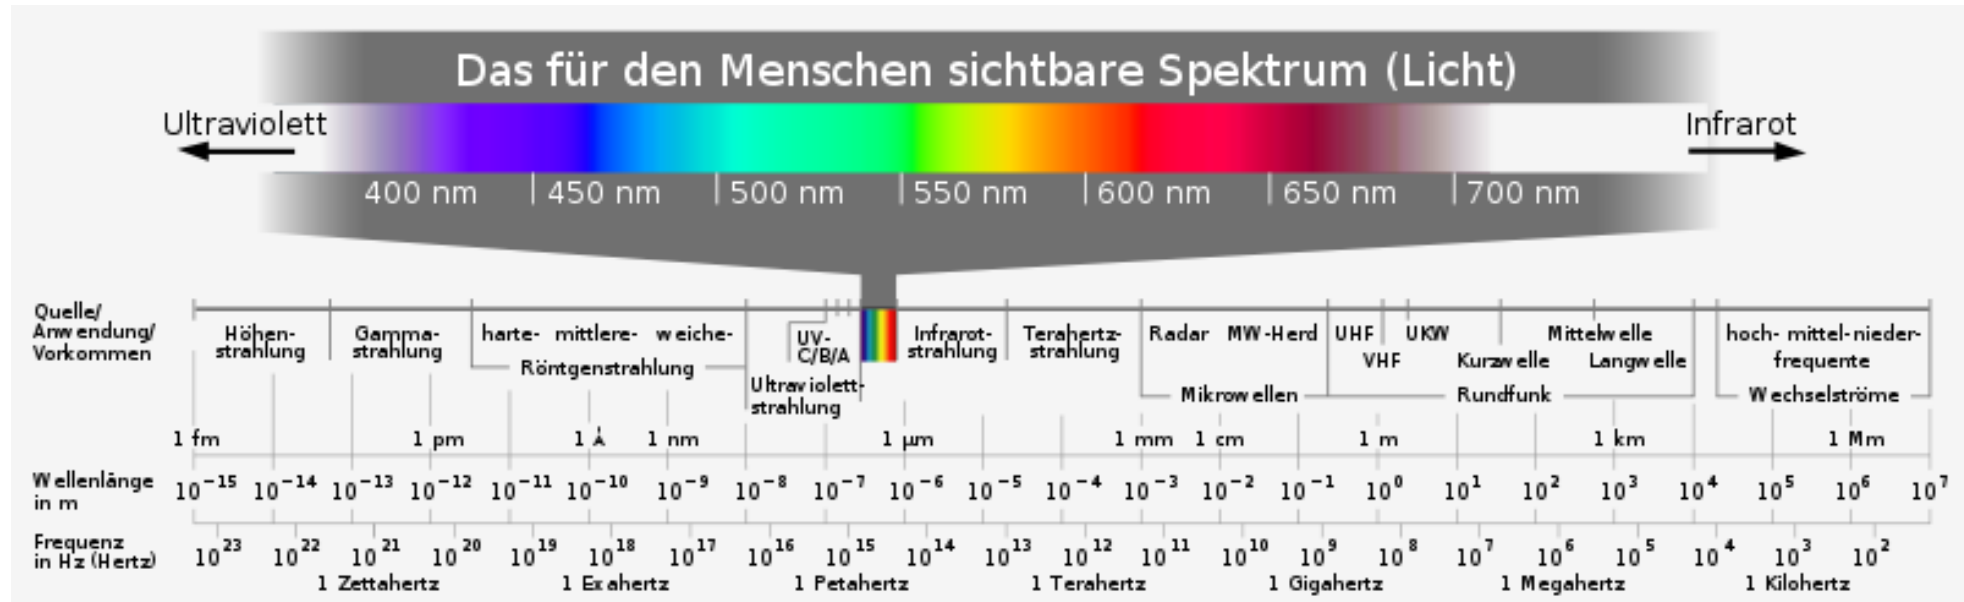 Das für den Menschen sichtbare Spektrum (Licht)
Ultraviolett
Infrarot
400 nm 450 nm 500 nm 550 nm 600 nm 650 nm 700 nm
Quelle/
Anwendung/
Vorkommen
Höhen-
strahlung
Gamma-
strahlung
harte- mittlere- weiche-
Röntgenstrahlung
UV-
C/B/A
Ultraviolett-
strahlung
Infrarot-
strahlung
Terahertz-
strahlung
Radar MW-Herd
Mikrowellen
UHF UKW Mittelwelle
VHF Kurzwelle Langwelle
Rundfunk
hoch- mittel- nieder-
frequente
Wechselströme
1 fm 1 pm 1 Å 1 nm 1 µm 1 mm 1 cm 1 m 1 km 1 Mm
Wellenlänge
in m
10⁻¹⁵ 10⁻¹⁴ 10⁻¹³ 10⁻¹² 10⁻¹¹ 10⁻¹⁰ 10⁻⁹ 10⁻⁸ 10⁻⁷ 10⁻⁶ 10⁻⁵ 10⁻⁴ 10⁻³ 10⁻² 10⁻¹ 10⁰ 10¹ 10² 10³ 10⁴ 10⁵ 10⁶ 10⁷
Frequenz
in Hz (Hertz)
10²³ 10²² 10²¹ 10²⁰ 10¹⁹ 10¹⁸ 10¹⁷ 10¹⁶ 10¹⁵ 10¹⁴ 10¹³ 10¹² 10¹¹ 10¹⁰ 10⁹ 10⁸ 10⁷ 10⁶ 10⁵ 10⁴ 10³ 10²
1 Zettahertz 1 Exahertz 1 Petahertz 1 Terahertz 1 Gigahertz 1 Megahertz 1 Kilohertz